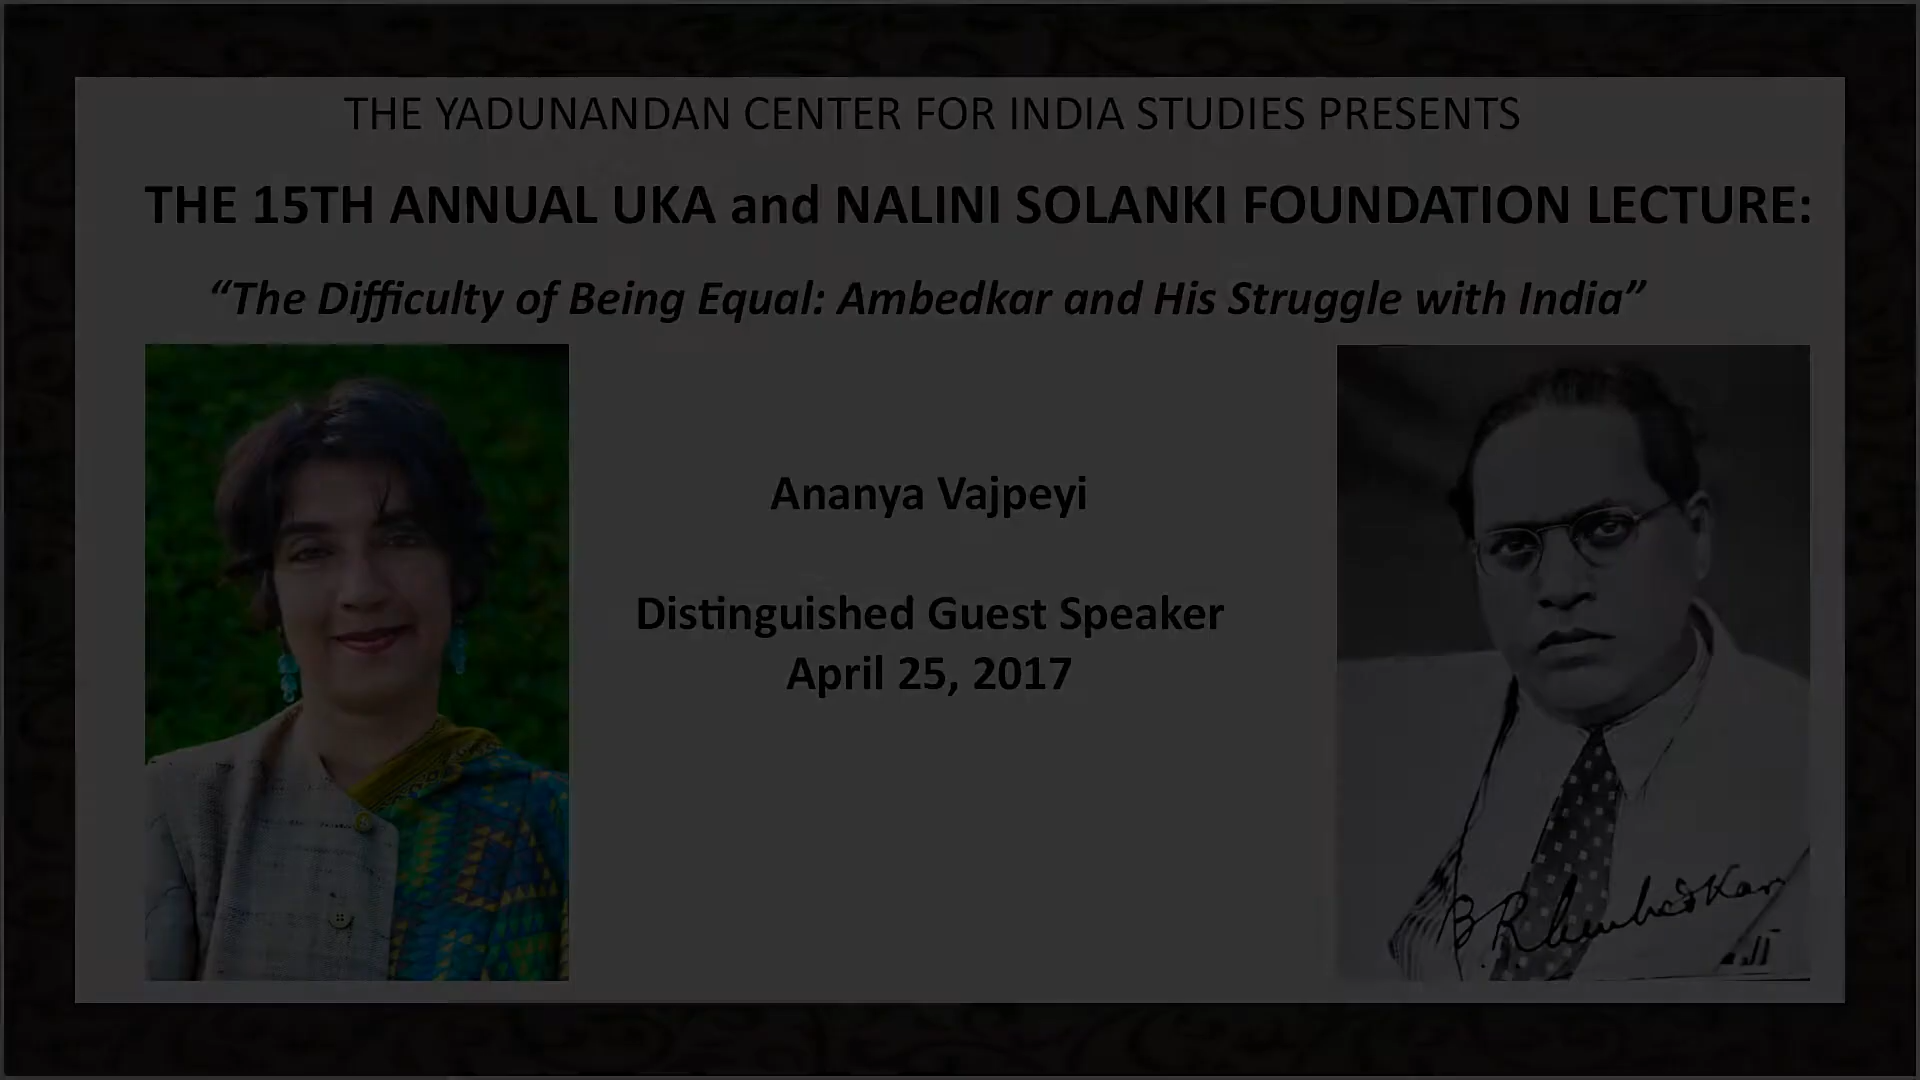 THE YADUNANDAN CENTER FOR INDIA STUDIES PRESENTS
THE 15TH ANNUAL UKA and NALINI SOLANKI FOUNDATION LECTURE:
“The Difficulty of Being Equal: Ambedkar and His Struggle with India”
Ananya Vajpeyi
Distinguished Guest Speaker
April 25, 2017
B R Ambedkar